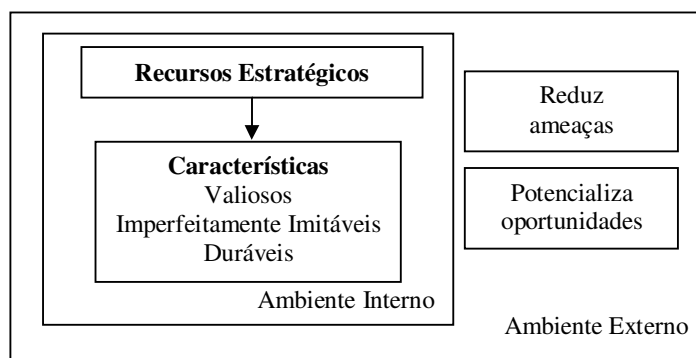 Recursos Estratégicos
Características
Valiosos
Imperfeitamente Imitáveis
Duráveis
Ambiente Interno
Reduz
ameaças
Potencializa
oportunidades
Ambiente Externo